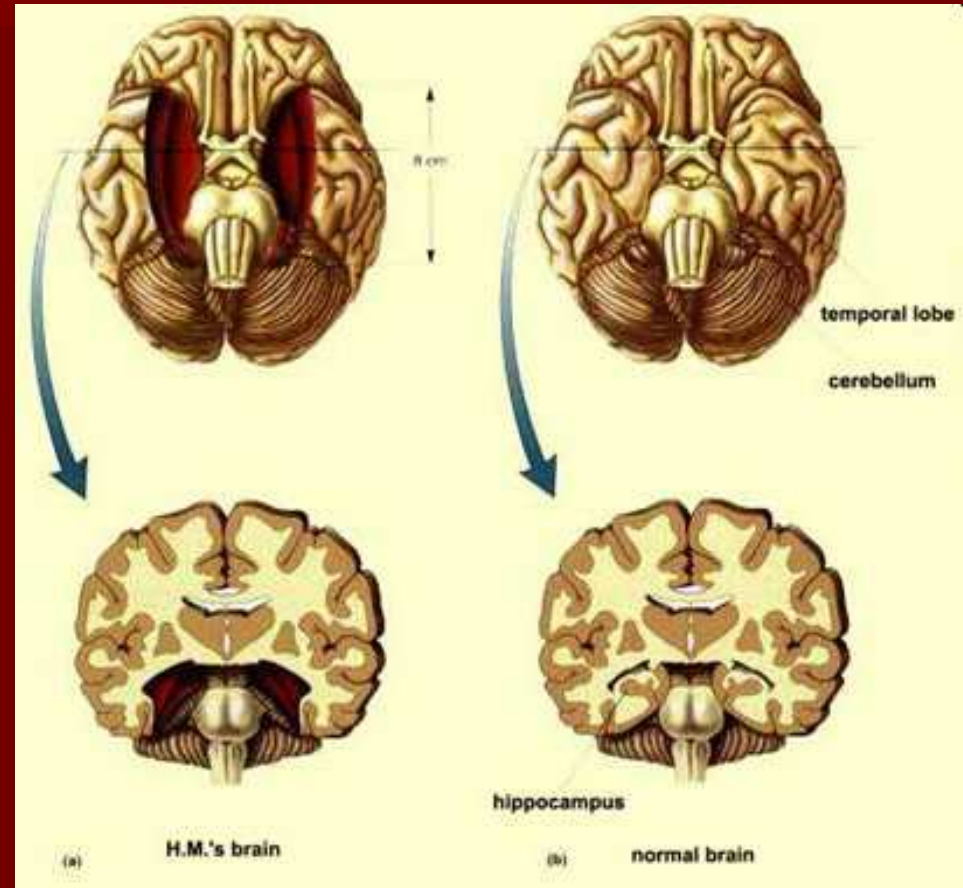 8 cm
temporal lobe
cerebellum
hippocampus
(a)
H.M.'s brain
(b)
normal brain